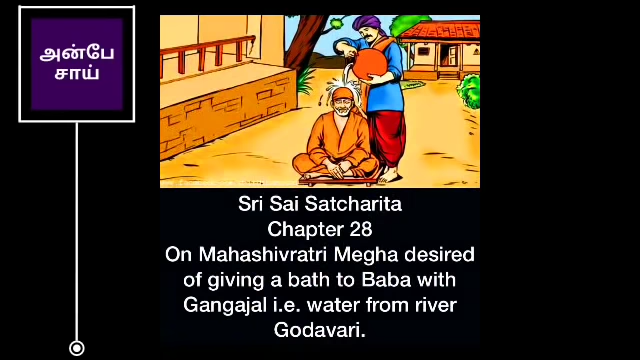 அன்பே
சாய்
Sri Sai Satcharita
Chapter 28
On Mahashivratri Megha desired
of giving a bath to Baba with
Gangajal i.e. water from river
Godavari.